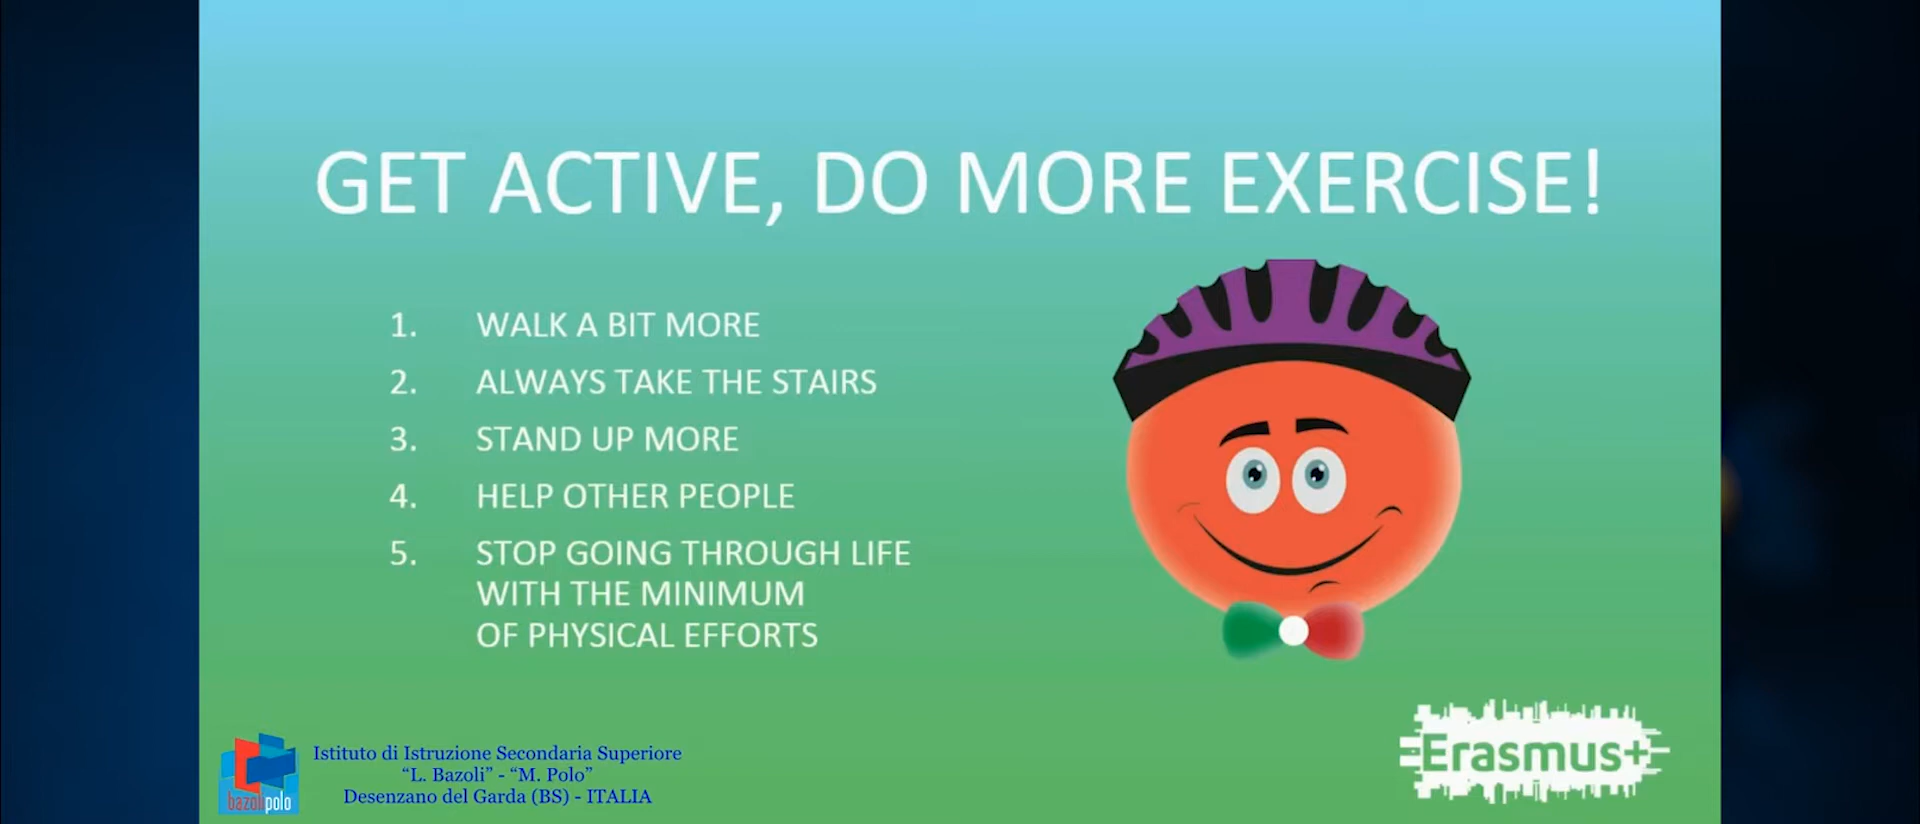 GET ACTIVE, DO MORE EXERCISE!
1. WALK A BIT MORE
2. ALWAYS TAKE THE STAIRS
3. STAND UP MORE
4. HELP OTHER PEOPLE
5. STOP GOING THROUGH LIFE
WITH THE MINIMUM
OF PHYSICAL EFFORTS
bazolipolo
Istituto di Istruzione Secondaria Superiore
“L. Bazoli” - “M. Polo”
Desenzano del Garda (BS) - ITALIA
Erasmus+